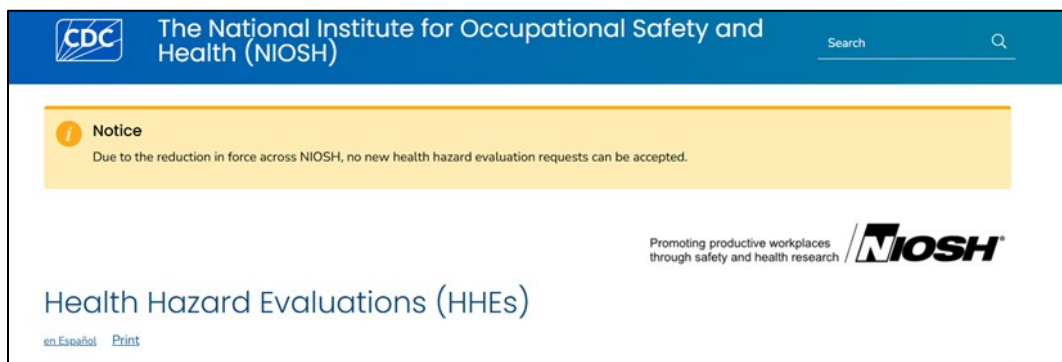 CDC
The National Institute for Occupational Safety and
Health (NIOSH)
Search
Notice
Due to the reduction in force across NIOSH, no new health hazard evaluation requests can be accepted.
Promoting productive workplaces
through safety and health research
NIOSH®
Health Hazard Evaluations (HHEs)
en Español Print